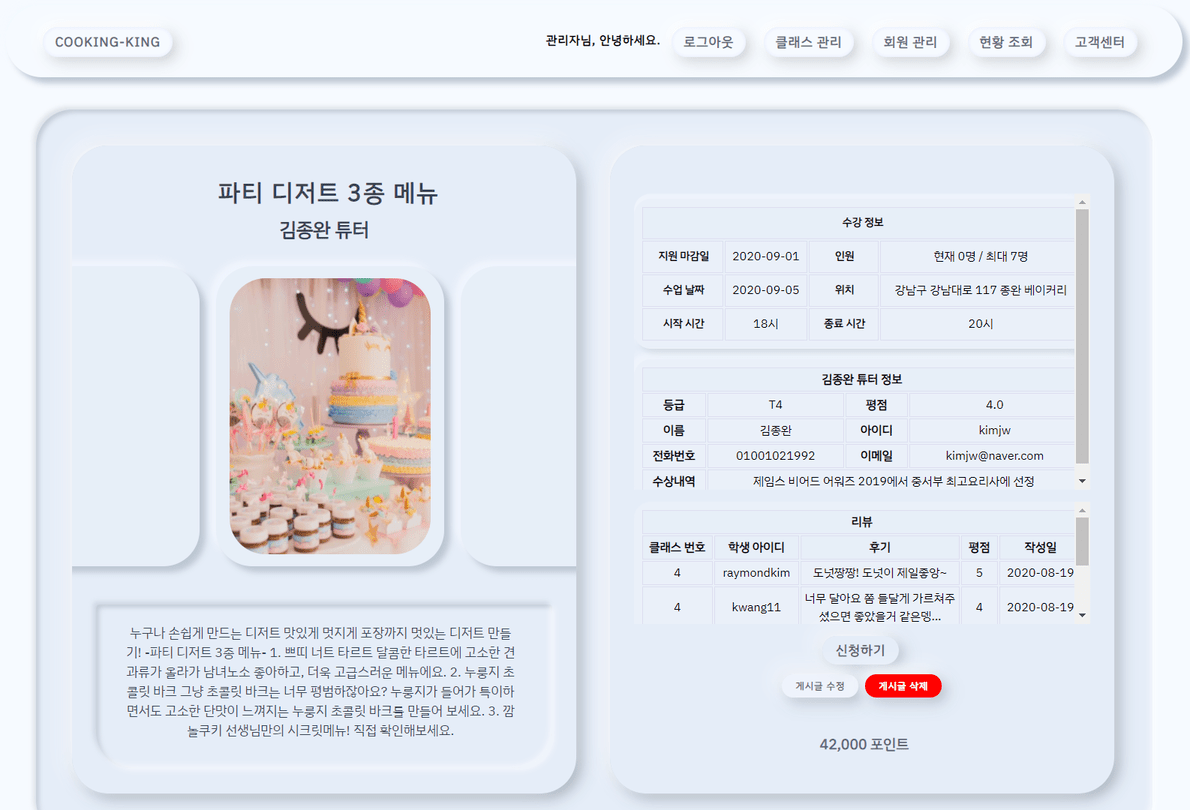 COOKING-KING
관리자님, 안녕하세요.
로그아웃
클래스 관리
회원 관리
현황 조회
고객센터
파티 디저트 3종 메뉴
김종완 튜터
누구나 손쉽게 만드는 디저트 맛있게 멋지게 포장까지 멋있는 디저트 만들
기! -파티 디저트 3종 메뉴- 1. 쁘띠 너트 타르트 달콤한 타르트에 고소한 견
과류가 올라가 남녀노소 좋아하고, 더욱 고급스러운 메뉴에요. 2. 누룽지 초
콜릿 바크 그냥 초콜릿 바크는 너무 평범하잖아요? 누룽지가 들어가 특이하
면서도 고소한 단맛이 느껴지는 누룽지 초콜릿 바크를 만들어 보세요. 3. 깜
놀쿠키 선생님만의 시크릿메뉴! 직접 확인해보세요.
수강 정보
지원 마감일 2020-09-01 인원 현재 0명 / 최대 7명
수업 날짜 2020-09-05 위치 강남구 강남대로 117 종완 베이커리
시작 시간 18시 종료 시간 20시
김종완 튜터 정보
등급 T4 평점 4.0
이름 김종완 아이디 kimjw
전화번호 01001021992 이메일 kimjw@naver.com
수상내역 제임스 비어드 어워즈 2019에서 중서부 최고요리사에 선정
리뷰
클래스 번호 학생 아이디 후기 평점 작성일
4 raymondkim 도넛짱짱! 도넛이 제일좋앙~ 5 2020-08-19
4 kwang11 너무 달아요 쫌 들달게 가르쳐주
셨으면 좋았을거 같은뎅... 4 2020-08-19
신청하기
게시글 수정
게시글 삭제
42,000 포인트